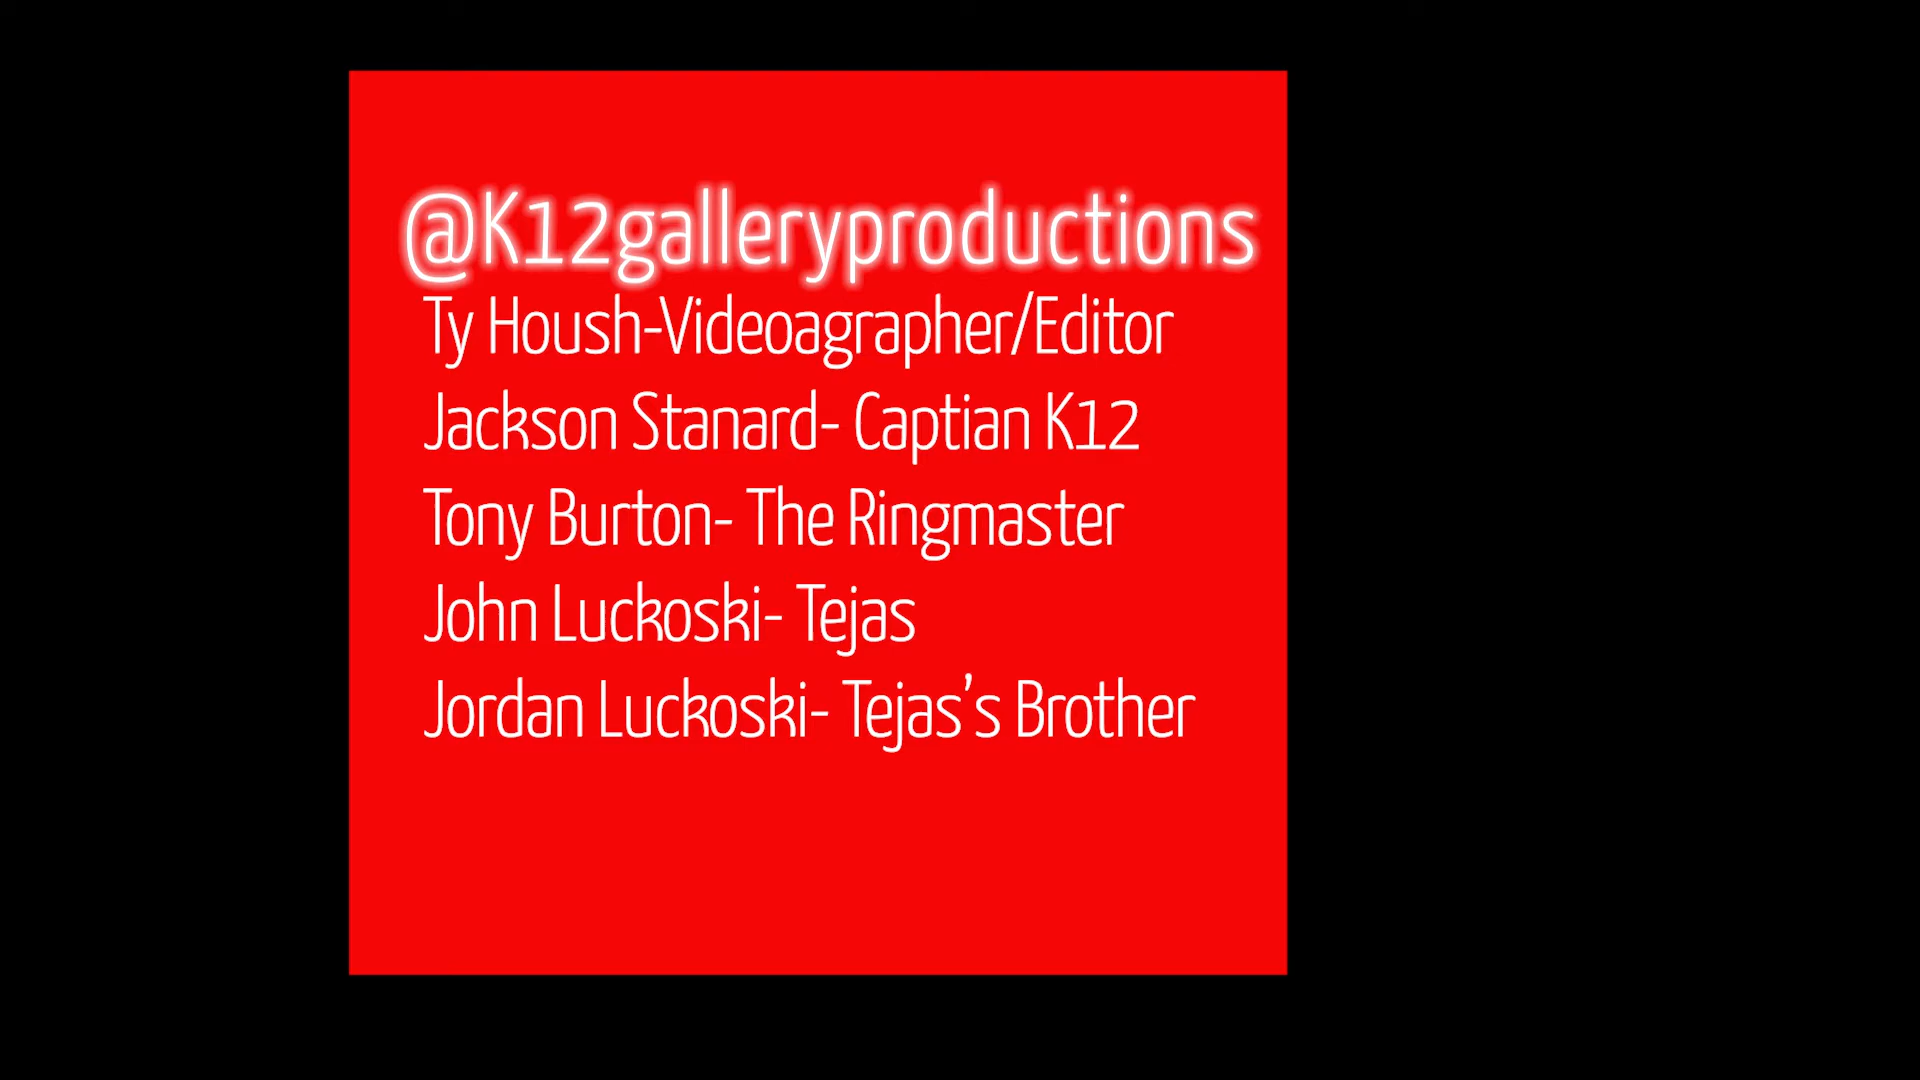 @K12galleryproductions
Ty Housh-Videoagrapher/Editor
Jackson Stanard- Captian K12
Tony Burton- The Ringmaster
John Luckoski- Tejas
Jordan Luckoski- Tejas’s Brother